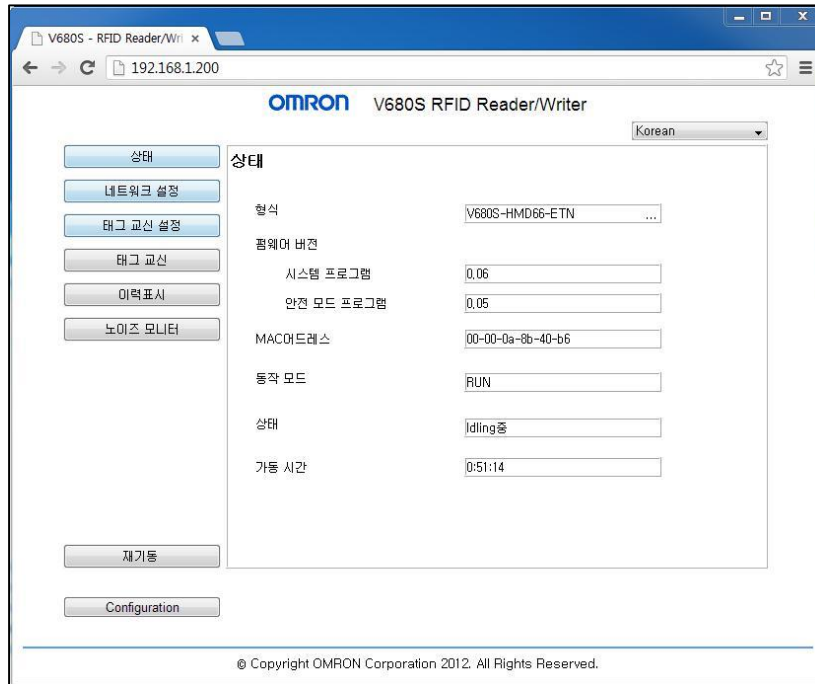 V680S - RFID Reader/Wri
192.168.1.200
OMRON V680S RFID Reader/Writer
Korean
상태
네트워크 설정
태그 교신 설정
태그 교신
이력표시
노이즈 모니터
재기동
Configuration
상태
형식 V680S-HMD66-ETN ...
펌웨어 버전
시스템 프로그램 0.06
안전 모드 프로그램 0.05
MAC어드레스 00-00-0a-8b-40-b6
동작 모드 RUN
상태 Idling중
가동 시간 0:51:14
© Copyright OMRON Corporation 2012. All Rights Reserved.